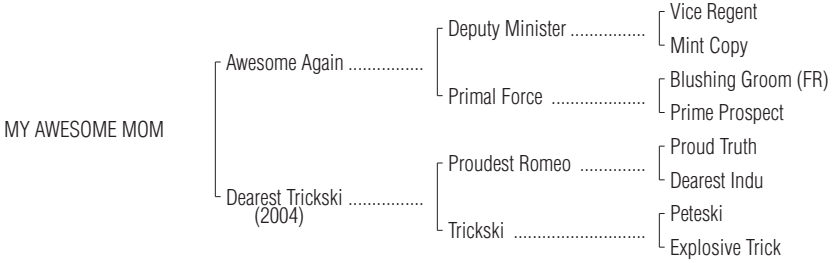 Vice Regent
Deputy Minister ................
Mint Copy
Awesome Again ................
Blushing Groom (FR)
Primal Force ....................
Prime Prospect
MY AWESOME MOM
Proud Truth
Proudest Romeo ..............
Dearest Indu
Dearest Trickski ................
(2004)
Peteski
Trickski ............................
Explosive Trick